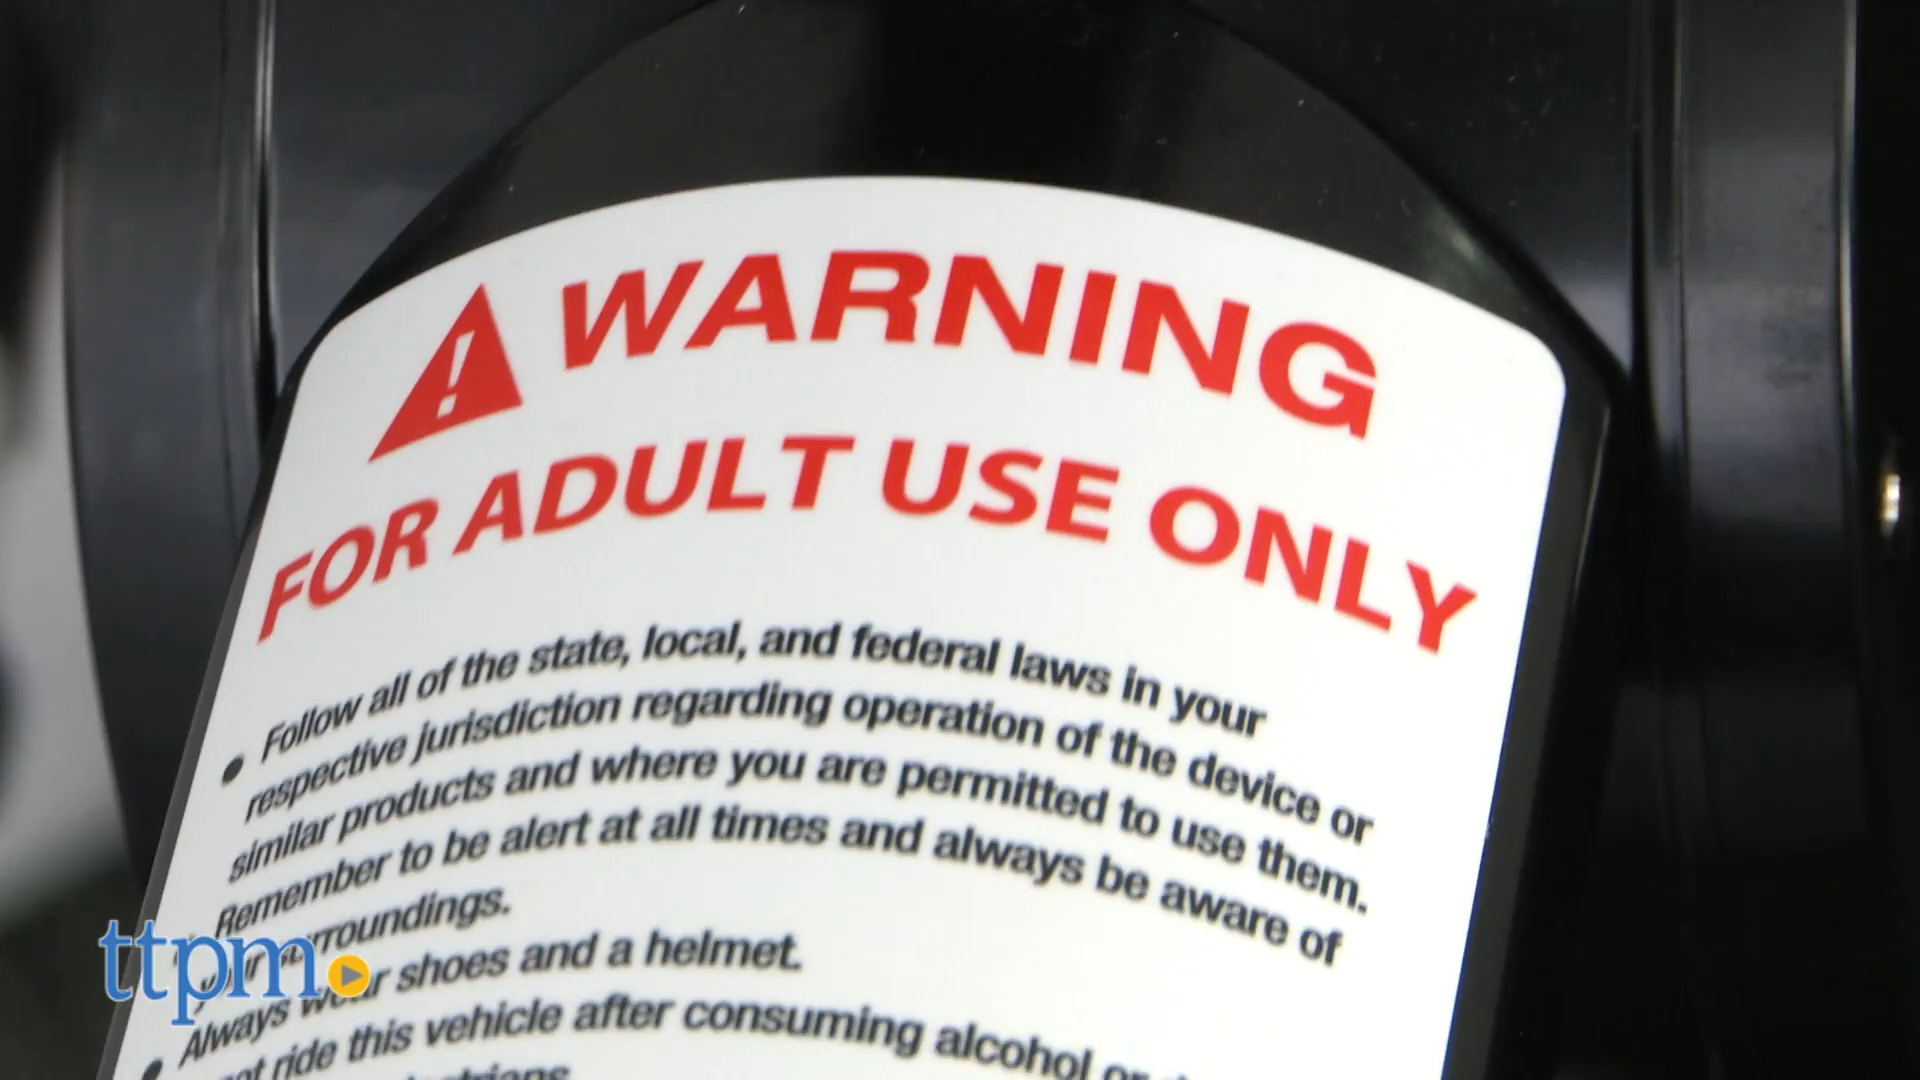 WARNING
FOR ADULT USE ONLY
• Follow all of the state, local, and federal laws in your
respective jurisdiction regarding operation of the device or
similar products and where you are permitted to use them.
Remember to be alert at all times and always be aware of
your surroundings.
• Always wear shoes and a helmet.
ride this vehicle after consuming alcohol
ttpm